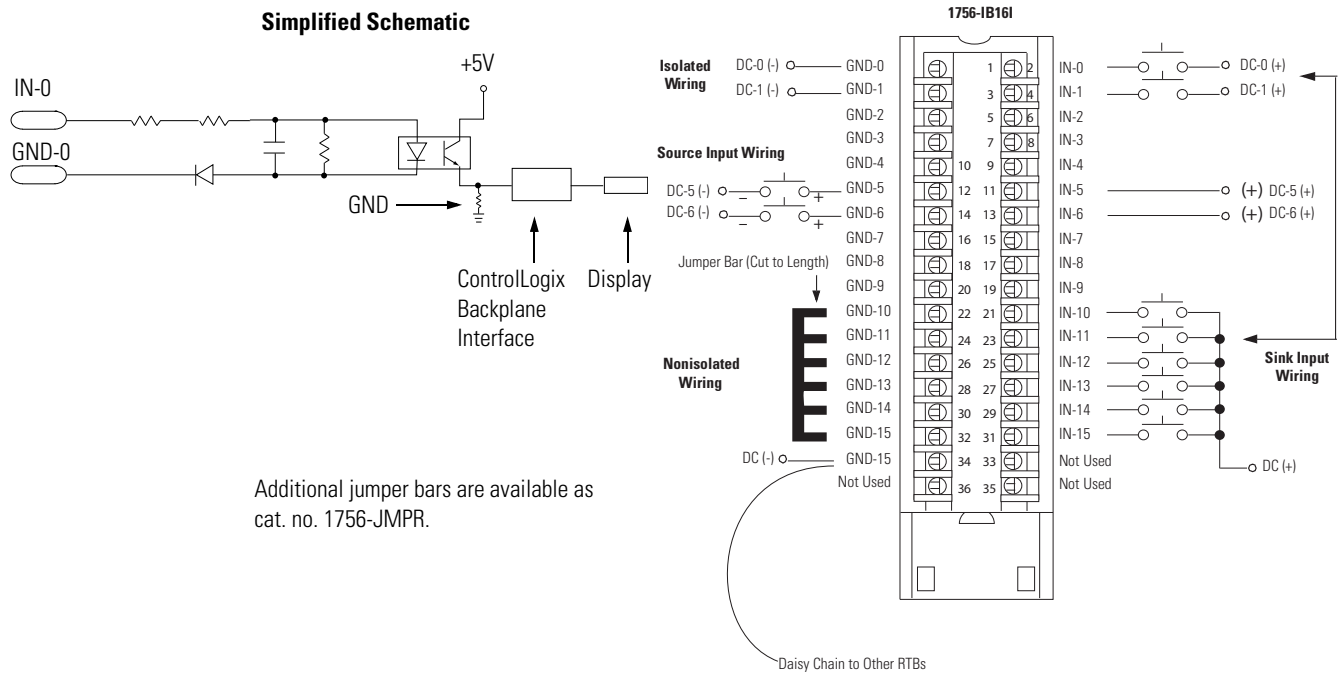 Simplified Schematic
+5V
IN-0
GND-0
GND
ControlLogix
Backplane
Interface
Display
Additional jumper bars are available as
cat. no. 1756-JMPR.
1756-IB16I
Isolated
Wiring
DC-0 (-)
DC-1 (-)
Source Input Wiring
DC-5 (-)
DC-6 (-)
– +
– +
Jumper Bar (Cut to Length)
Nonisolated
Wiring
DC (-)
GND-0 1 2 IN-0 DC-0 (+)
GND-1 3 4 IN-1 DC-1 (+)
GND-2 5 6 IN-2
GND-3 7 8 IN-3
GND-4 10 9 IN-4
GND-5 12 11 IN-5 (+) DC-5 (+)
GND-6 14 13 IN-6 (+) DC-6 (+)
GND-7 16 15 IN-7
GND-8 18 17 IN-8
GND-9 20 19 IN-9
GND-10 22 21 IN-10
GND-11 24 23 IN-11
GND-12 26 25 IN-12
GND-13 28 27 IN-13
GND-14 30 29 IN-14
GND-15 32 31 IN-15
GND-15 34 33 Not Used
Not Used 36 35 Not Used
Sink Input
Wiring
DC (+)
Daisy Chain to Other RTBs